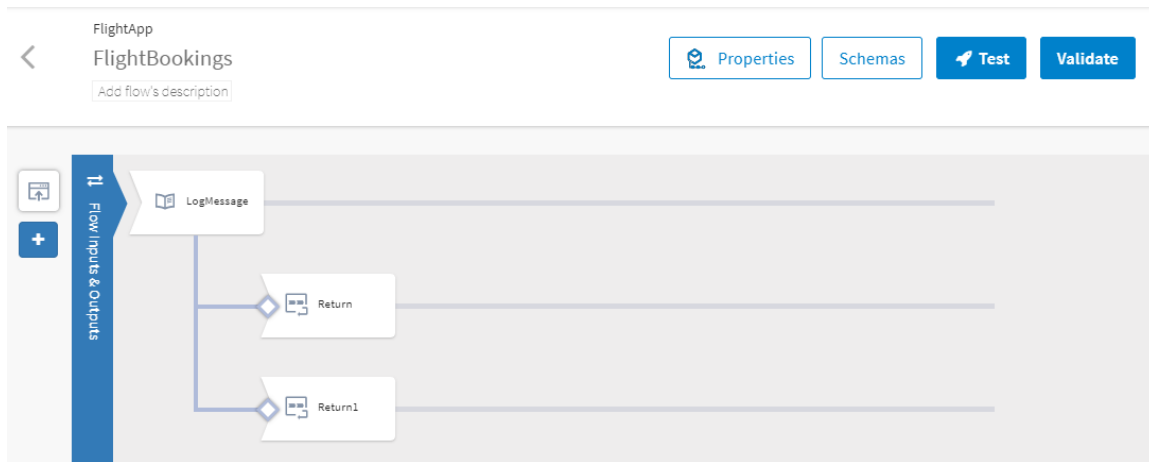 FlightApp
FlightBookings
Add flow's description
Properties
Schemas
Test
Validate
Flow Inputs & Outputs
LogMessage
Return
Return1